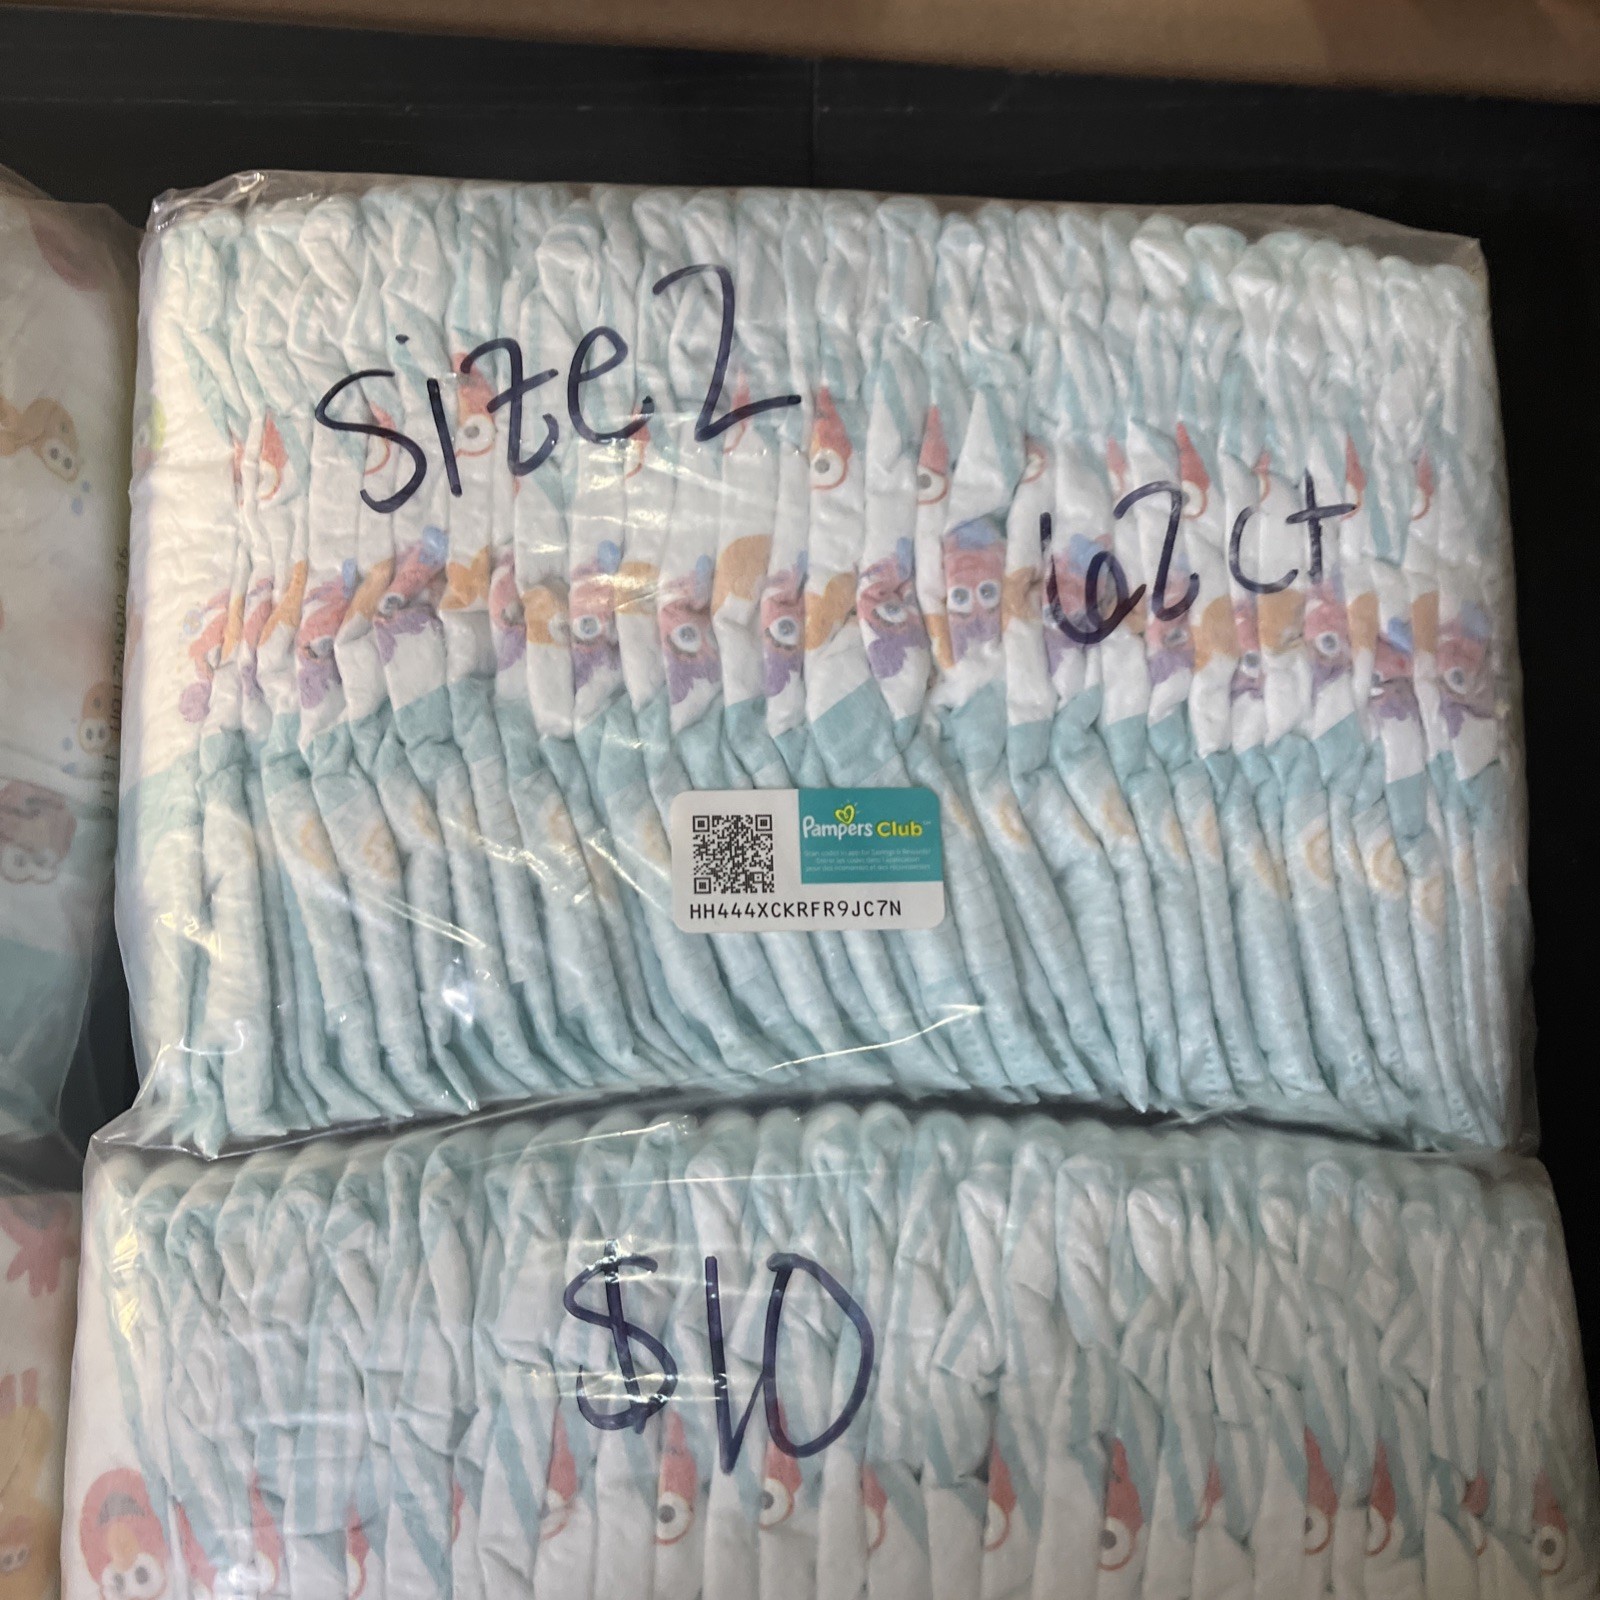 size 2
62 ct
Pampers Club
HH444XCKRFR9JC7N
$10